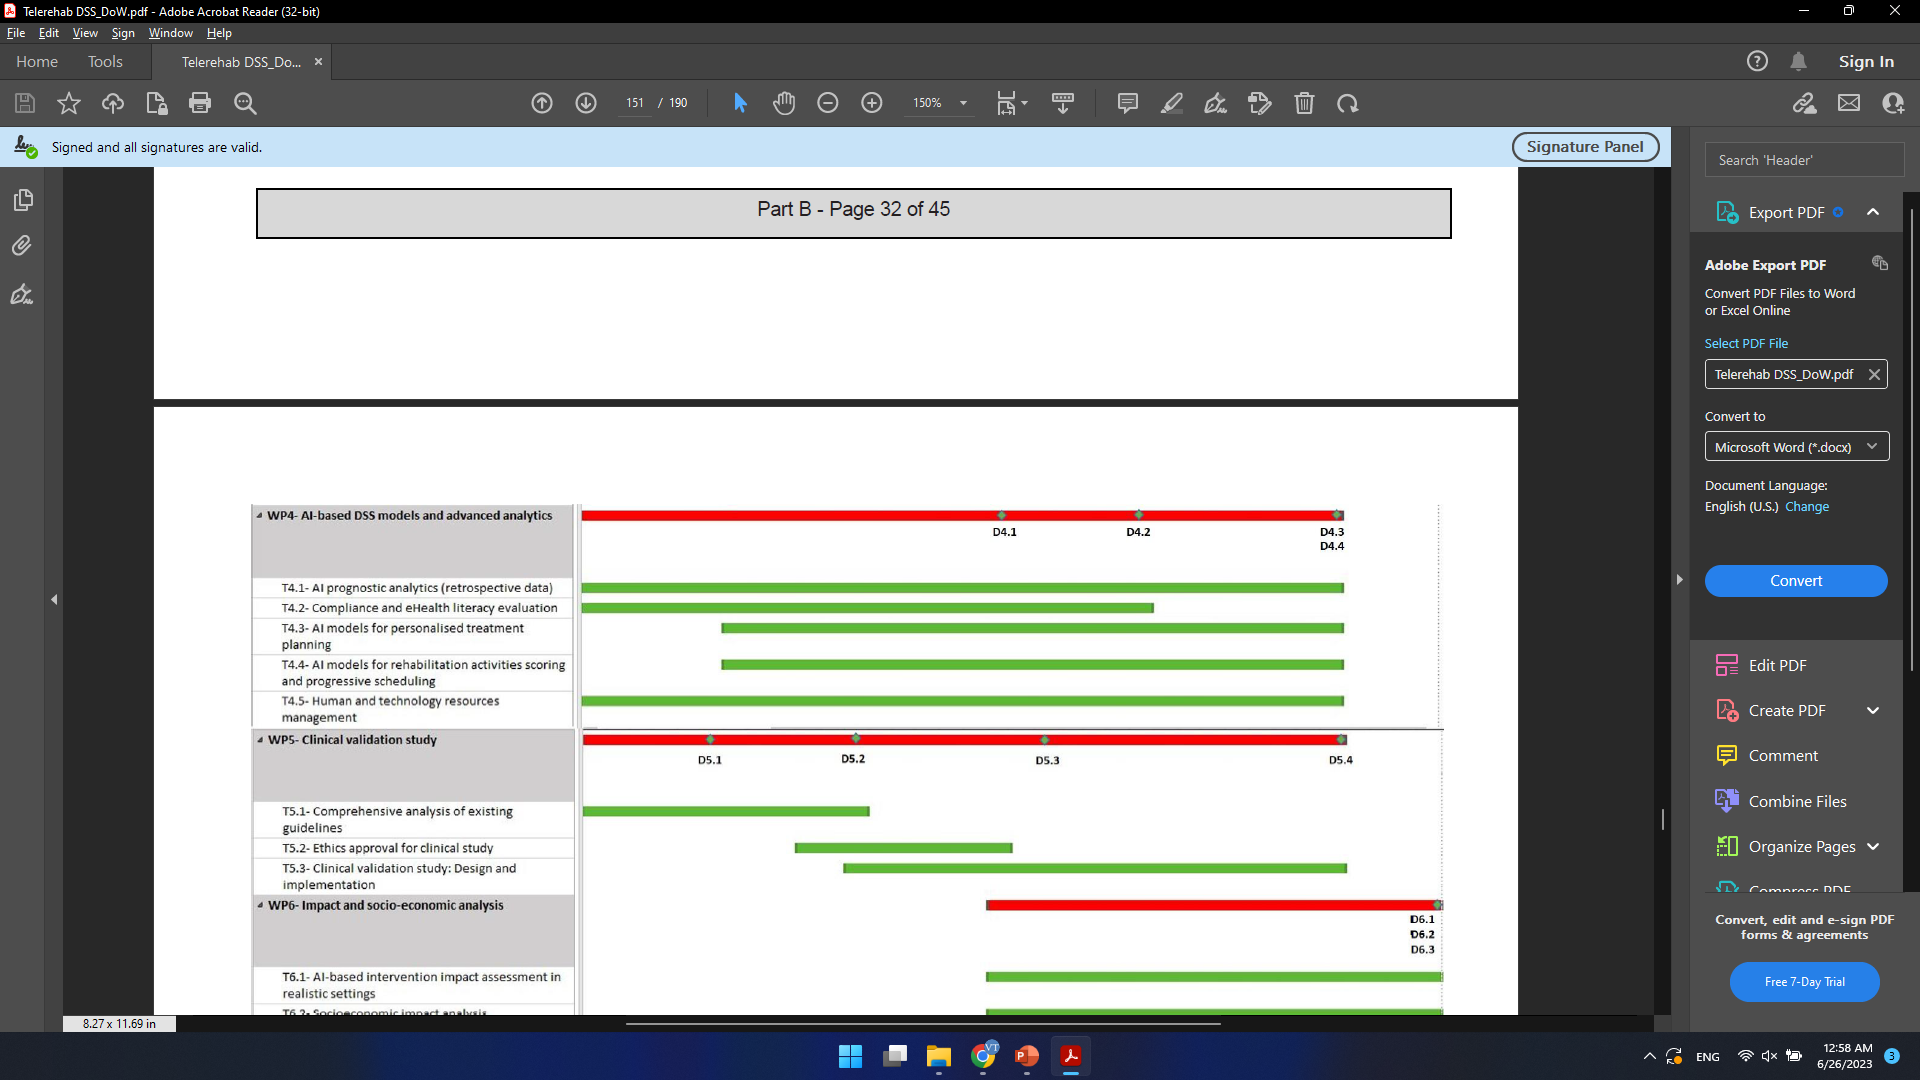 Telerehab DSS_DoW.pdf - Adobe Acrobat Reader (32-bit)
File Edit View Sign Window Help
Home Tools Telerehab DSS_Do... × Sign In
151 / 190 150%
Signed and all signatures are valid. Signature Panel
Search 'Header'
Part B - Page 32 of 45
Export PDF
Adobe Export PDF
Convert PDF Files to Word
or Excel Online
Select PDF File
Telerehab DSS_DoW.pdf
Convert to
Microsoft Word (*.docx)
Document Language:
English (U.S.) Change
Convert
Edit PDF
Create PDF
Comment
Combine Files
Organize Pages
Compress PDF
Convert, edit and e-sign PDF
forms & agreements
Free 7-Day Trial
WP4- AI-based DSS models and advanced analytics
D4.1 D4.2 D4.3
D4.4
T4.1- AI prognostic analytics (retrospective data)
T4.2- Compliance and eHealth literacy evaluation
T4.3- AI models for personalised treatment
planning
T4.4- AI models for rehabilitation activities scoring
and progressive scheduling
T4.5- Human and technology resources
management
WP5- Clinical validation study
D5.1 D5.2 D5.3 D5.4
T5.1- Comprehensive analysis of existing
guidelines
T5.2- Ethics approval for clinical study
T5.3- Clinical validation study: Design and
implementation
WP6- Impact and socio-economic analysis
D6.1
D6.2
D6.3
T6.1- AI-based intervention impact assessment in
realistic settings
T6.2- Socioeconomic impact analysis
8.27 x 11.69 in
VT
ENG
12:58 AM
6/26/2023
3